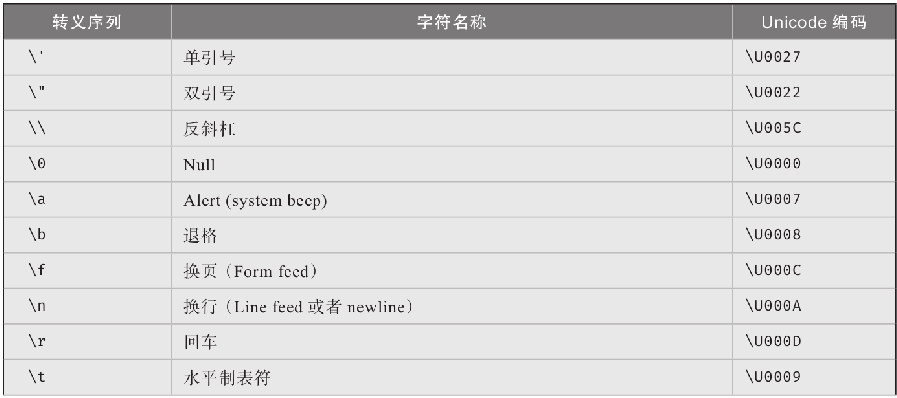 转义序列 字符名称 Unicode 编码
\' 单引号 \U0027
\" 双引号 \U0022
\\ 反斜杠 \U005C
\0 Null \U0000
\a Alert (system beep) \U0007
\b 退格 \U0008
\f 换页（Form feed） \U000C
\n 换行（Line feed 或者 newline） \U000A
\r 回车 \U000D
\t 水平制表符 \U0009